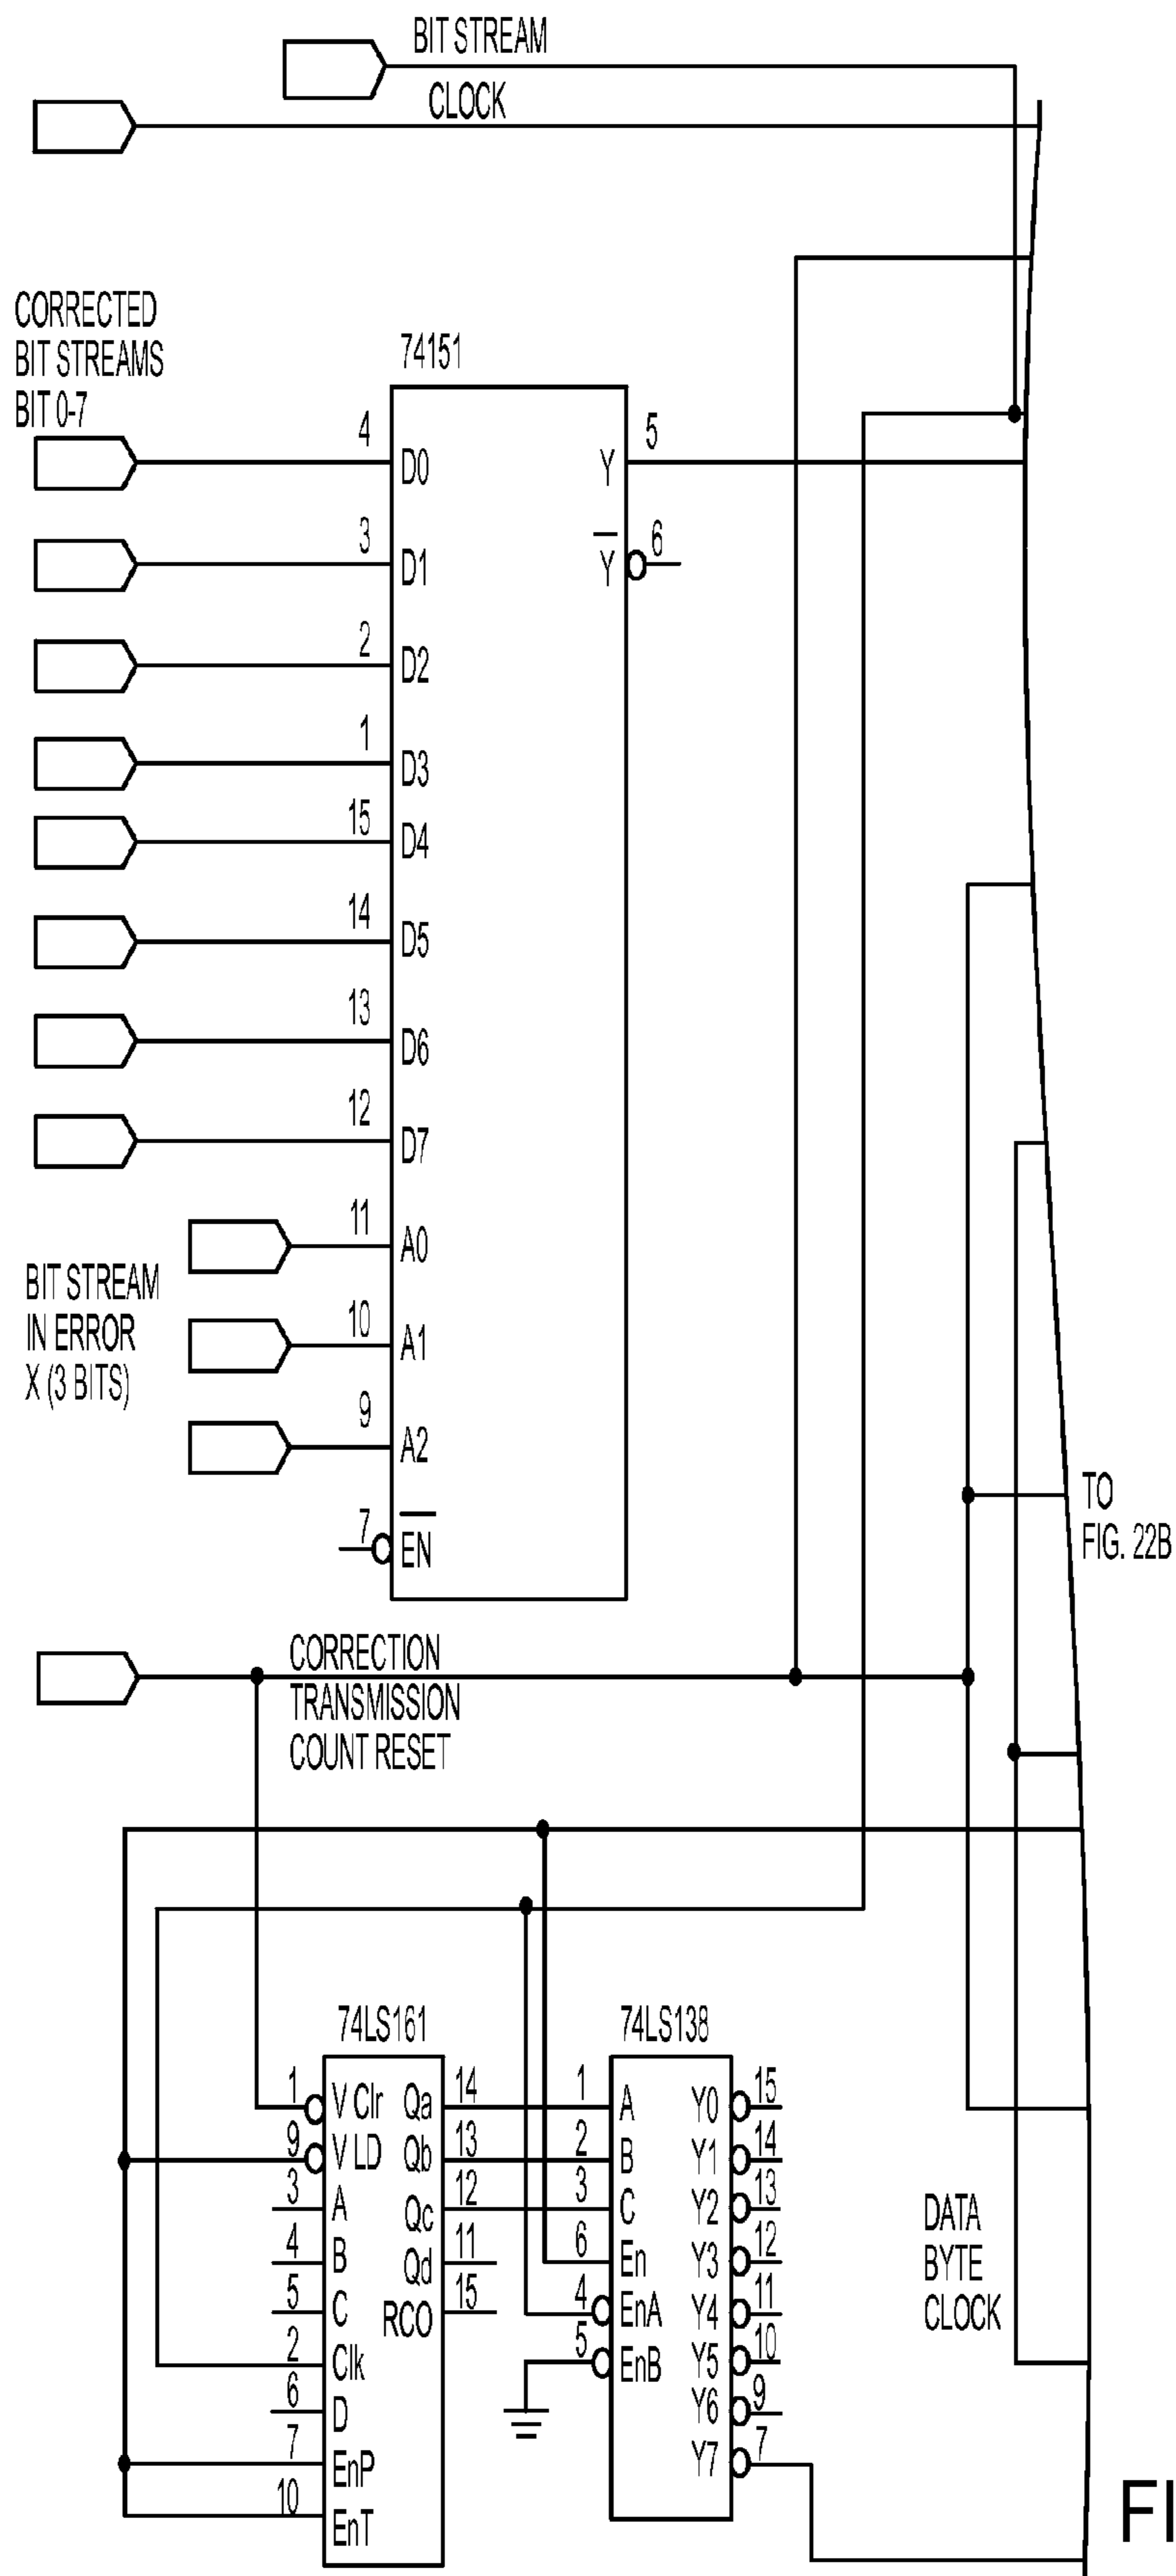 BIT STREAM
CLOCK
CORRECTED
BIT STREAMS
BIT 0-7
74151
4 D0 Y 5
3 D1 Y 6
2 D2
1 D3
15 D4
14 D5
13 D6
12 D7
11 A0
BIT STREAM
IN ERROR
X (3 BITS)
10 A1
9 A2
7 EN
TO
FIG. 22B
CORRECTION
TRANSMISSION
COUNT RESET
74LS161
1 V Clr Qa 14
9 V LD Qb 13
3 A Qc 12
4 B Qd 11
5 C RCO 15
2 Clk
6 D
7 EnP
10 EnT
74LS138
1 A Y0 15
2 B Y1 14
3 C Y2 13
6 En Y3 12
4 EnA Y4 11
5 EnB Y5 10
Y6 9
Y7 7
DATA
BYTE
CLOCK
FI